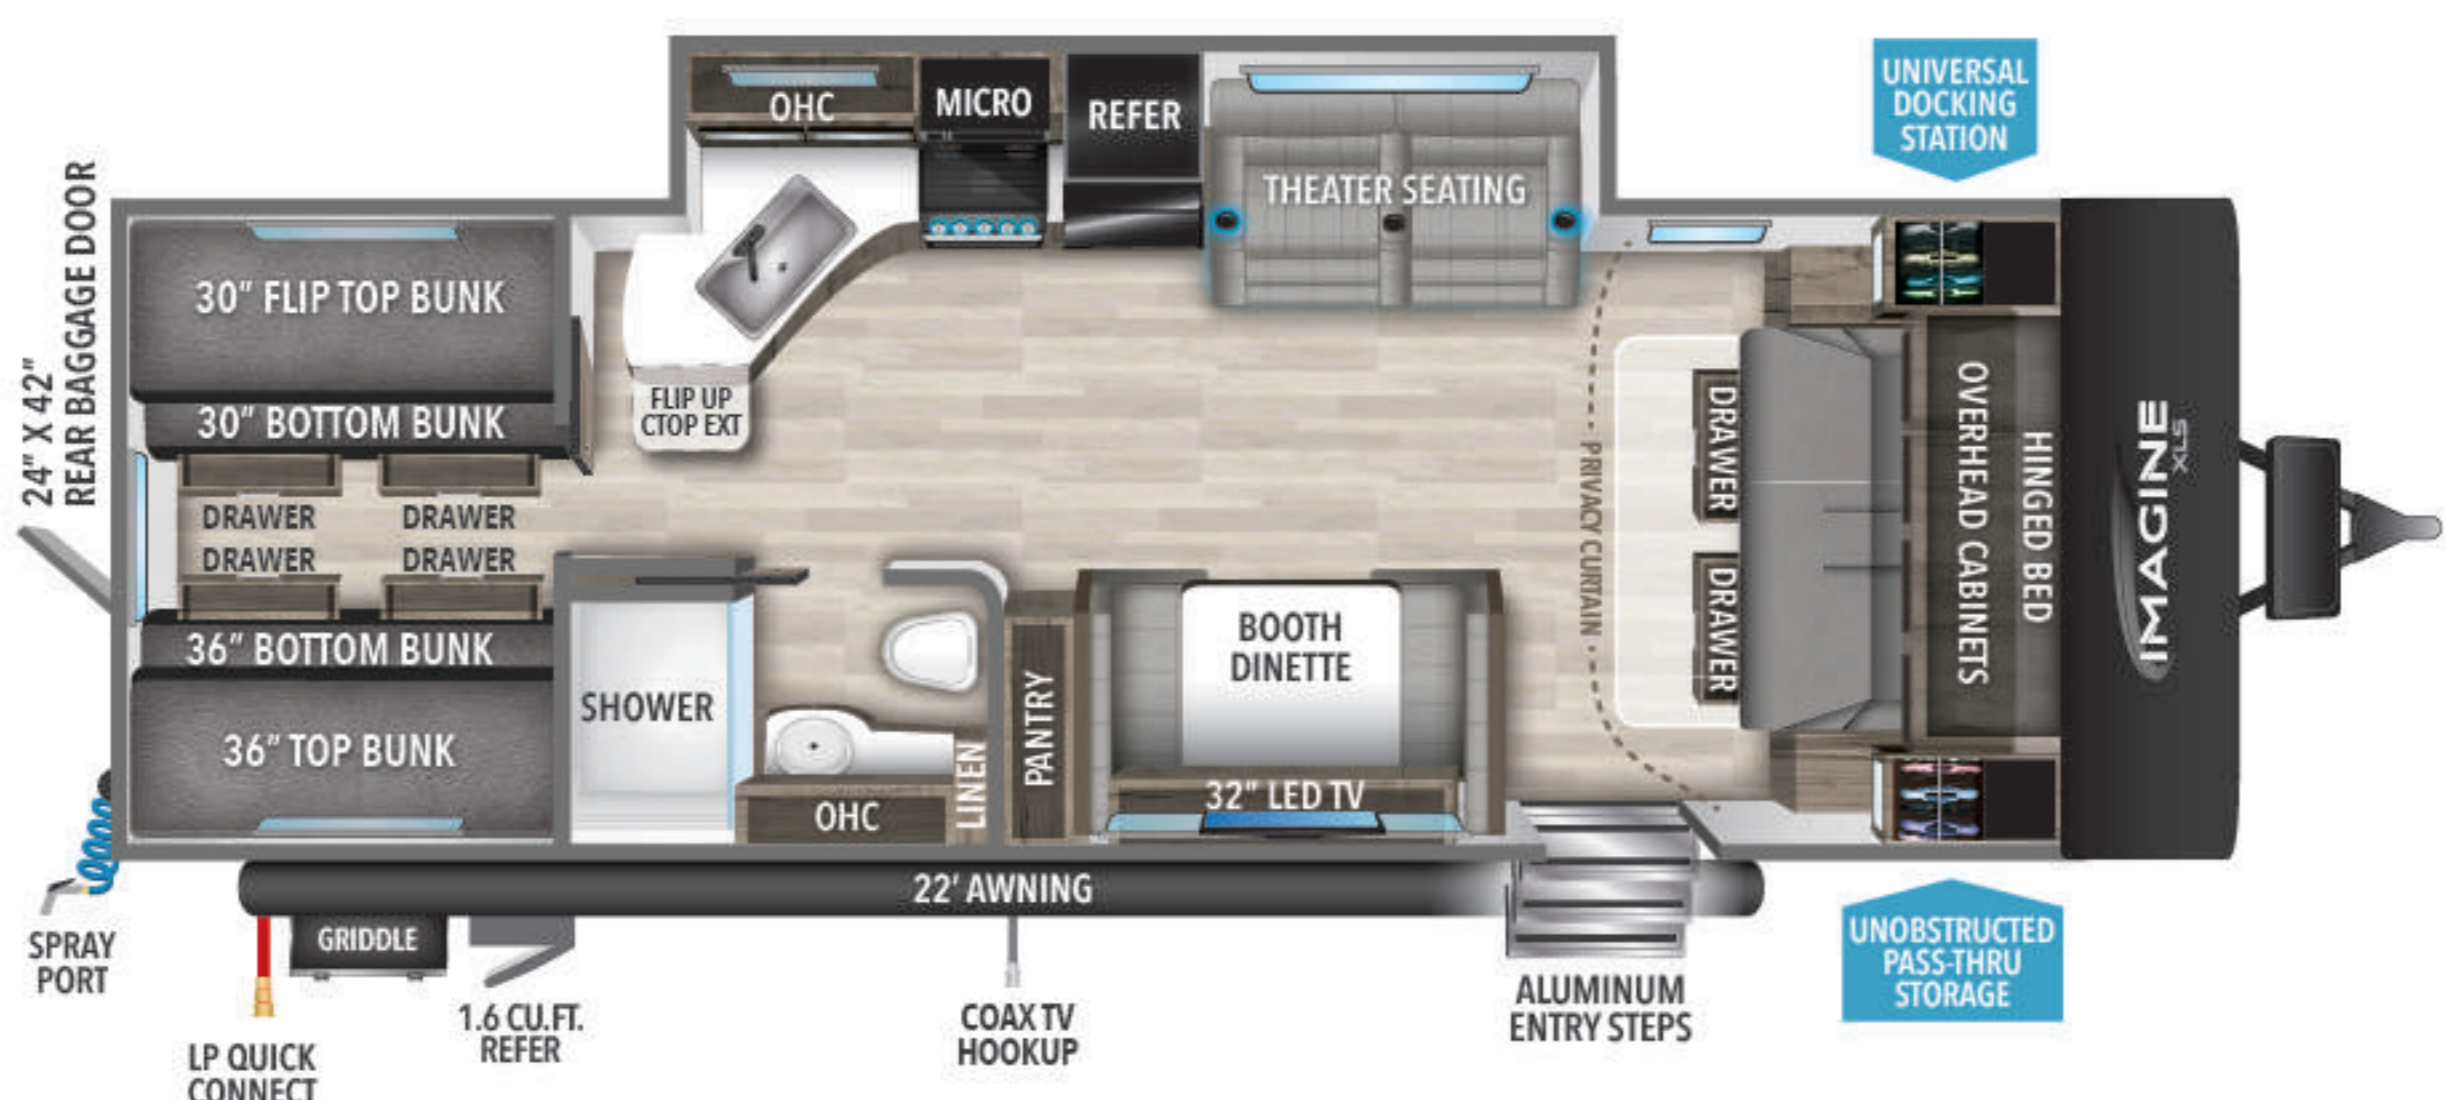 UNIVERSAL
DOCKING
STATION
OHC
MICRO
REFER
THEATER SEATING
24" X 42"
REAR BAGGAGE DOOR
30" FLIP TOP BUNK
30" BOTTOM BUNK
FLIP UP
CTOP EXT
DRAWER
DRAWER
DRAWER
DRAWER
36" BOTTOM BUNK
36" TOP BUNK
SHOWER
OHC
LINEN
PANTRY
BOOTH
DINETTE
32" LED TV
PRIVACY CURTAIN
DRAWER
DRAWER
OVERHEAD CABINETS
HINGED BED
IMAGINE
XLS
22' AWNING
SPRAY
PORT
LP QUICK
CONNECT
GRIDDLE
1.6 CU.FT.
REFER
COAX TV
HOOKUP
ALUMINUM
ENTRY STEPS
UNOBSTRUCTED
PASS-THRU
STORAGE